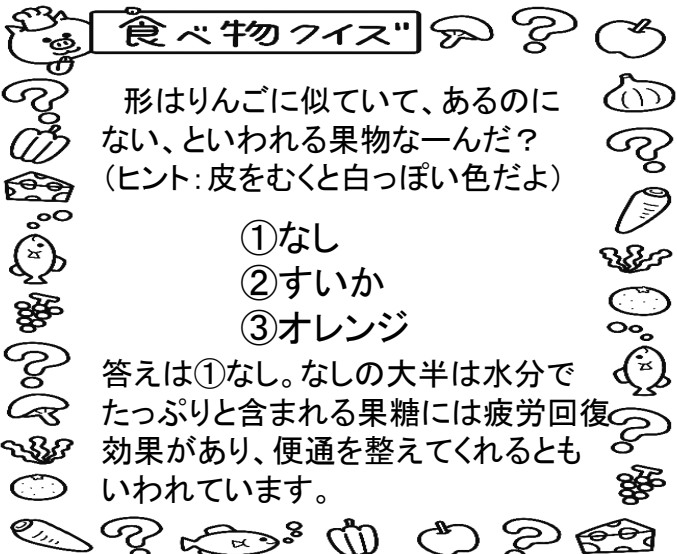 食べ物クイズ
形はりんごに似ていて、あるのに
ない、といわれる果物なーんだ？
（ヒント：皮をむくと白っぽい色だよ）
①なし
②すいか
③オレンジ
答えは①なし。なしの大半は水分で
たっぷりと含まれる果糖には疲労回復
効果があり、便通を整えてくれるとも
いわれています。